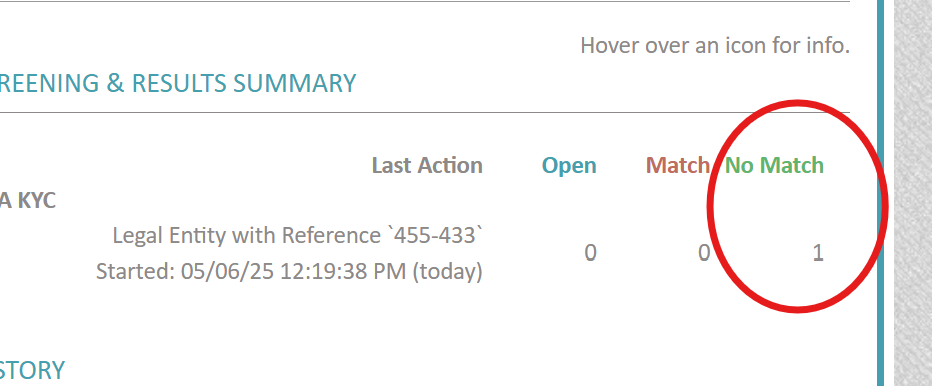 Hover over an icon for info.
REENING & RESULTS SUMMARY
Last Action Open Match No Match
A KYC
Legal Entity with Reference `455-433`
0 0 1
Started: 05/06/25 12:19:38 PM (today)
STORY